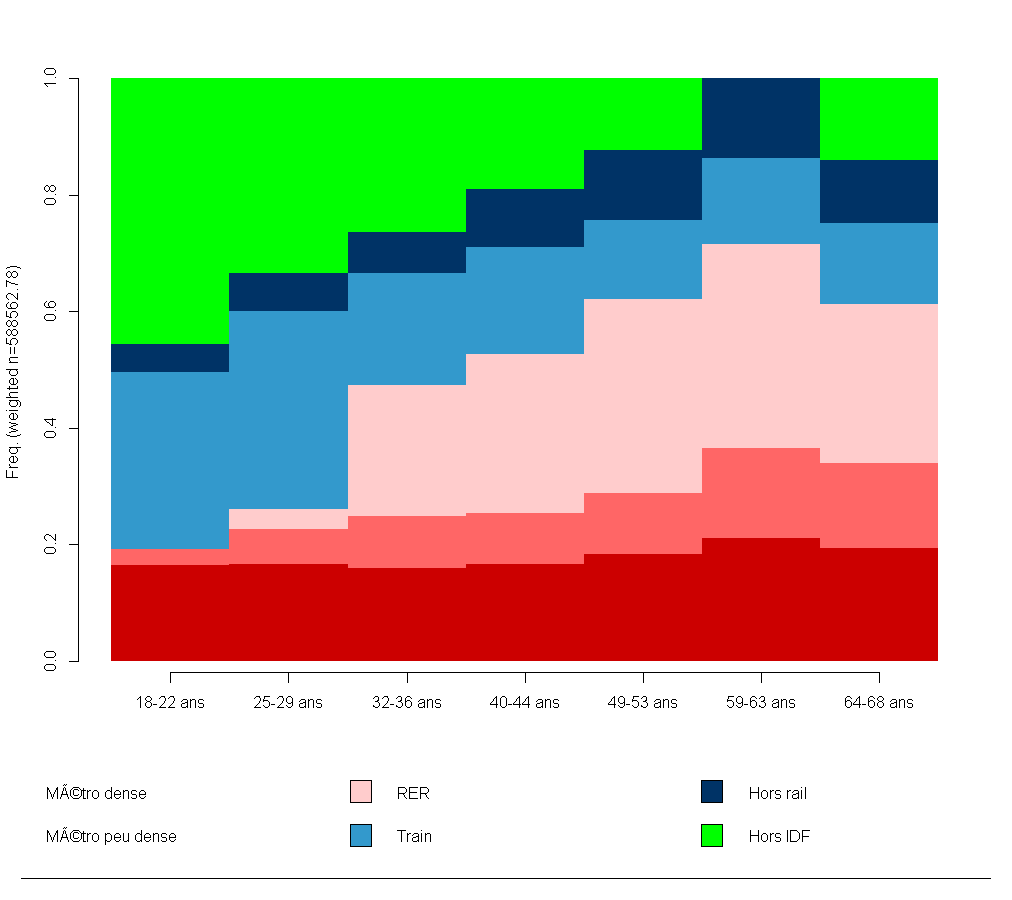 Freq. (weighted n=588562.78)
1.0
0.8
0.6
0.4
0.2
0.0
18-22 ans 25-29 ans 32-36 ans 40-44 ans 49-53 ans 59-63 ans 64-68 ans
MÃ©tro dense RER Hors rail
MÃ©tro peu dense Train Hors IDF